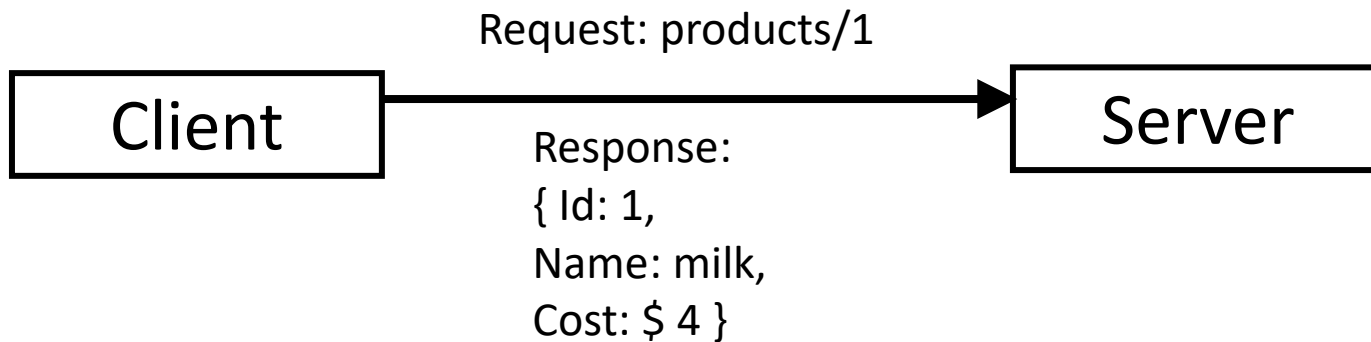 Request: products/1
Client
Server
Response:
{ Id: 1,
Name: milk,
Cost: $ 4 }